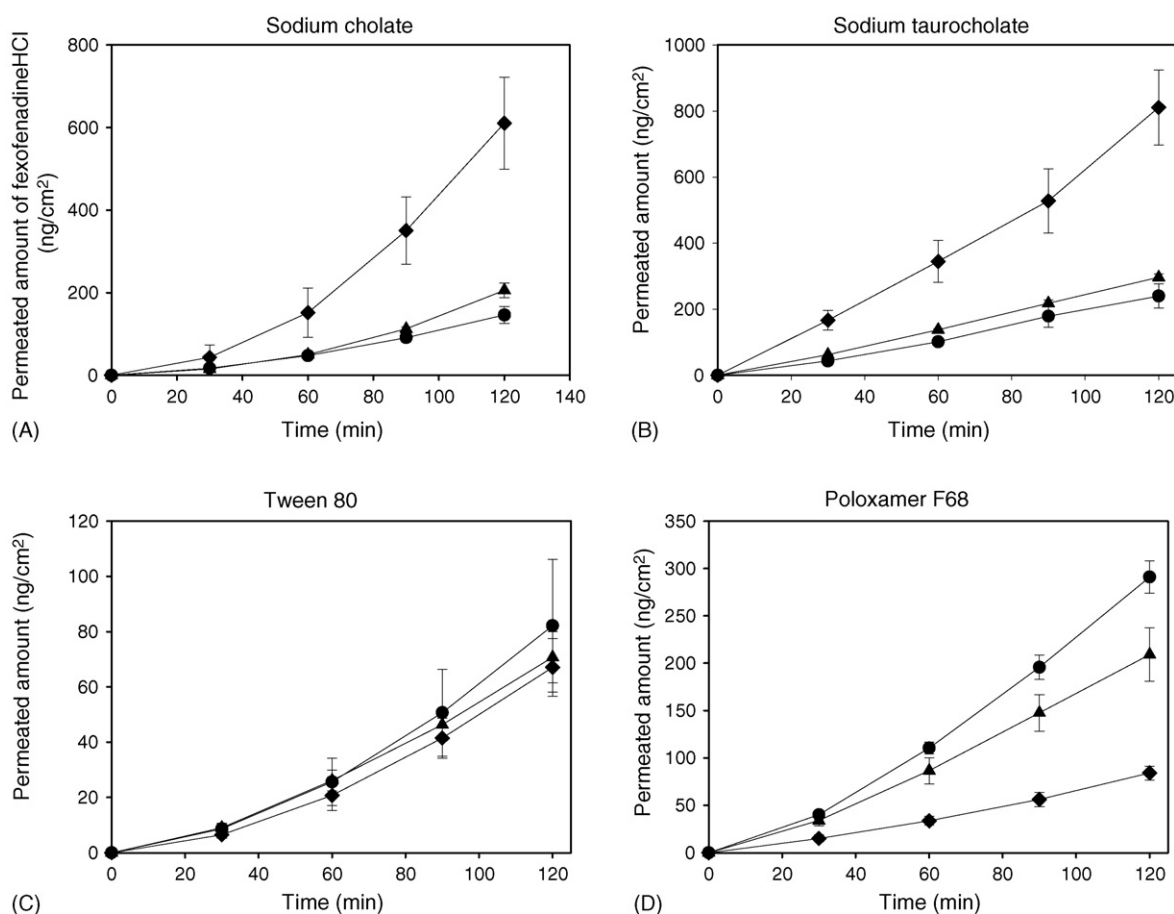 Sodium cholate
Permeated amount of fexofenadineHCl
(ng/cm²)
800
600
400
200
0
0 20 40 60 80 100 120 140
Time (min)
(A)
Sodium taurocholate
Permeated amount (ng/cm²)
1000
800
600
400
200
0
0 20 40 60 80 100 120
Time (min)
(B)
Tween 80
Permeated amount (ng/cm²)
120
100
80
60
40
20
0
0 20 40 60 80 100 120
Time (min)
(C)
Poloxamer F68
Permeated amount (ng/cm²)
350
300
250
200
150
100
50
0
0 20 40 60 80 100 120
Time (min)
(D)